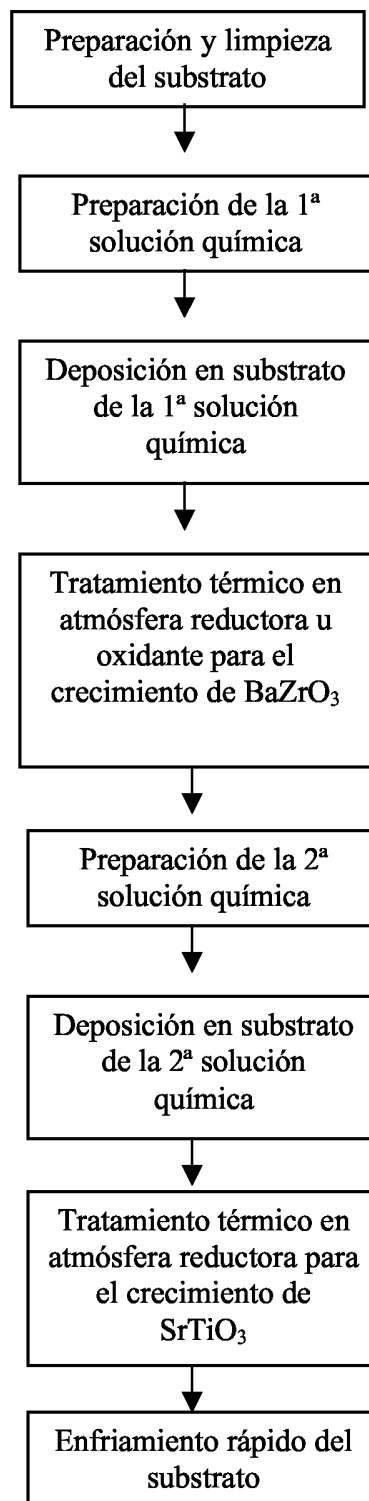 Preparación y limpieza
del substrato
Preparación de la 1ª
solución química
Deposición en substrato
de la 1ª solución
química
Tratamiento térmico en
atmósfera reductora u
oxidante para el
crecimiento de BaZrO₃
Preparación de la 2ª
solución química
Deposición en substrato
de la 2ª solución
química
Tratamiento térmico en
atmósfera reductora para
el crecimiento de
SrTiO₃
Enfriamiento rápido del
substrato